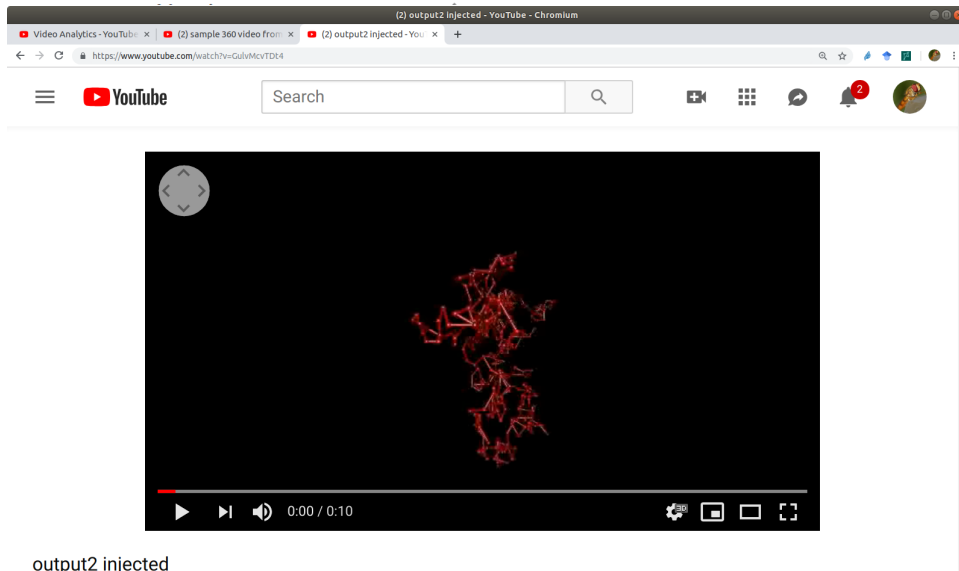 (2) output2 injected - YouTube - Chromium
Video Analytics - YouTube (2) sample 360 video from (2) output2 injected - You
https://www.youtube.com/watch?v=GulvMcvTDt4
YouTube Search 2
0:00 / 0:10 3D
output2 injected